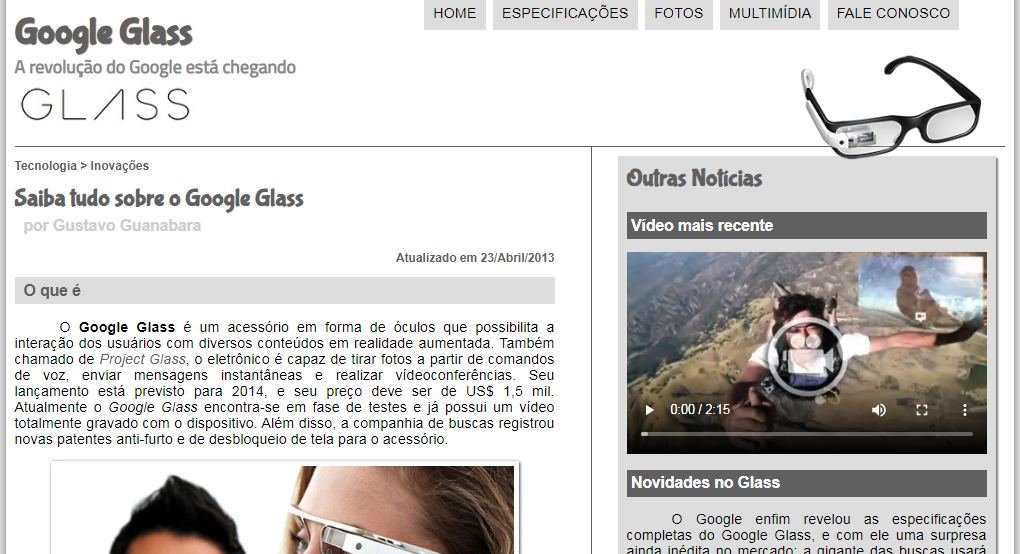 HOME ESPECIFICAÇÕES FOTOS MULTIMÍDIA FALE CONOSCO
Google Glass
A revolução do Google está chegando
GLASS
Tecnologia > Inovações
Saiba tudo sobre o Google Glass
por Gustavo Guanabara
Atualizado em 23/Abril/2013
O que é
O Google Glass é um acessório em forma de óculos que possibilita a
interação dos usuários com diversos conteúdos em realidade aumentada. Também
chamado de Project Glass, o eletrônico é capaz de tirar fotos a partir de comandos
de voz, enviar mensagens instantâneas e realizar vídeoconferências. Seu
lançamento está previsto para 2014, e seu preço deve ser de US$ 1,5 mil.
Atualmente o Google Glass encontra-se em fase de testes e já possui um vídeo
totalmente gravado com o dispositivo. Além disso, a companhia de buscas registrou
novas patentes anti-furto e de desbloqueio de tela para o acessório.
Outras Notícias
Vídeo mais recente
0:00 / 2:15
Novidades no Glass
O Google enfim revelou as especificações
completas do Google Glass, e com ele uma surpresa
ainda inédita no mercado: a gigante das buscas usará